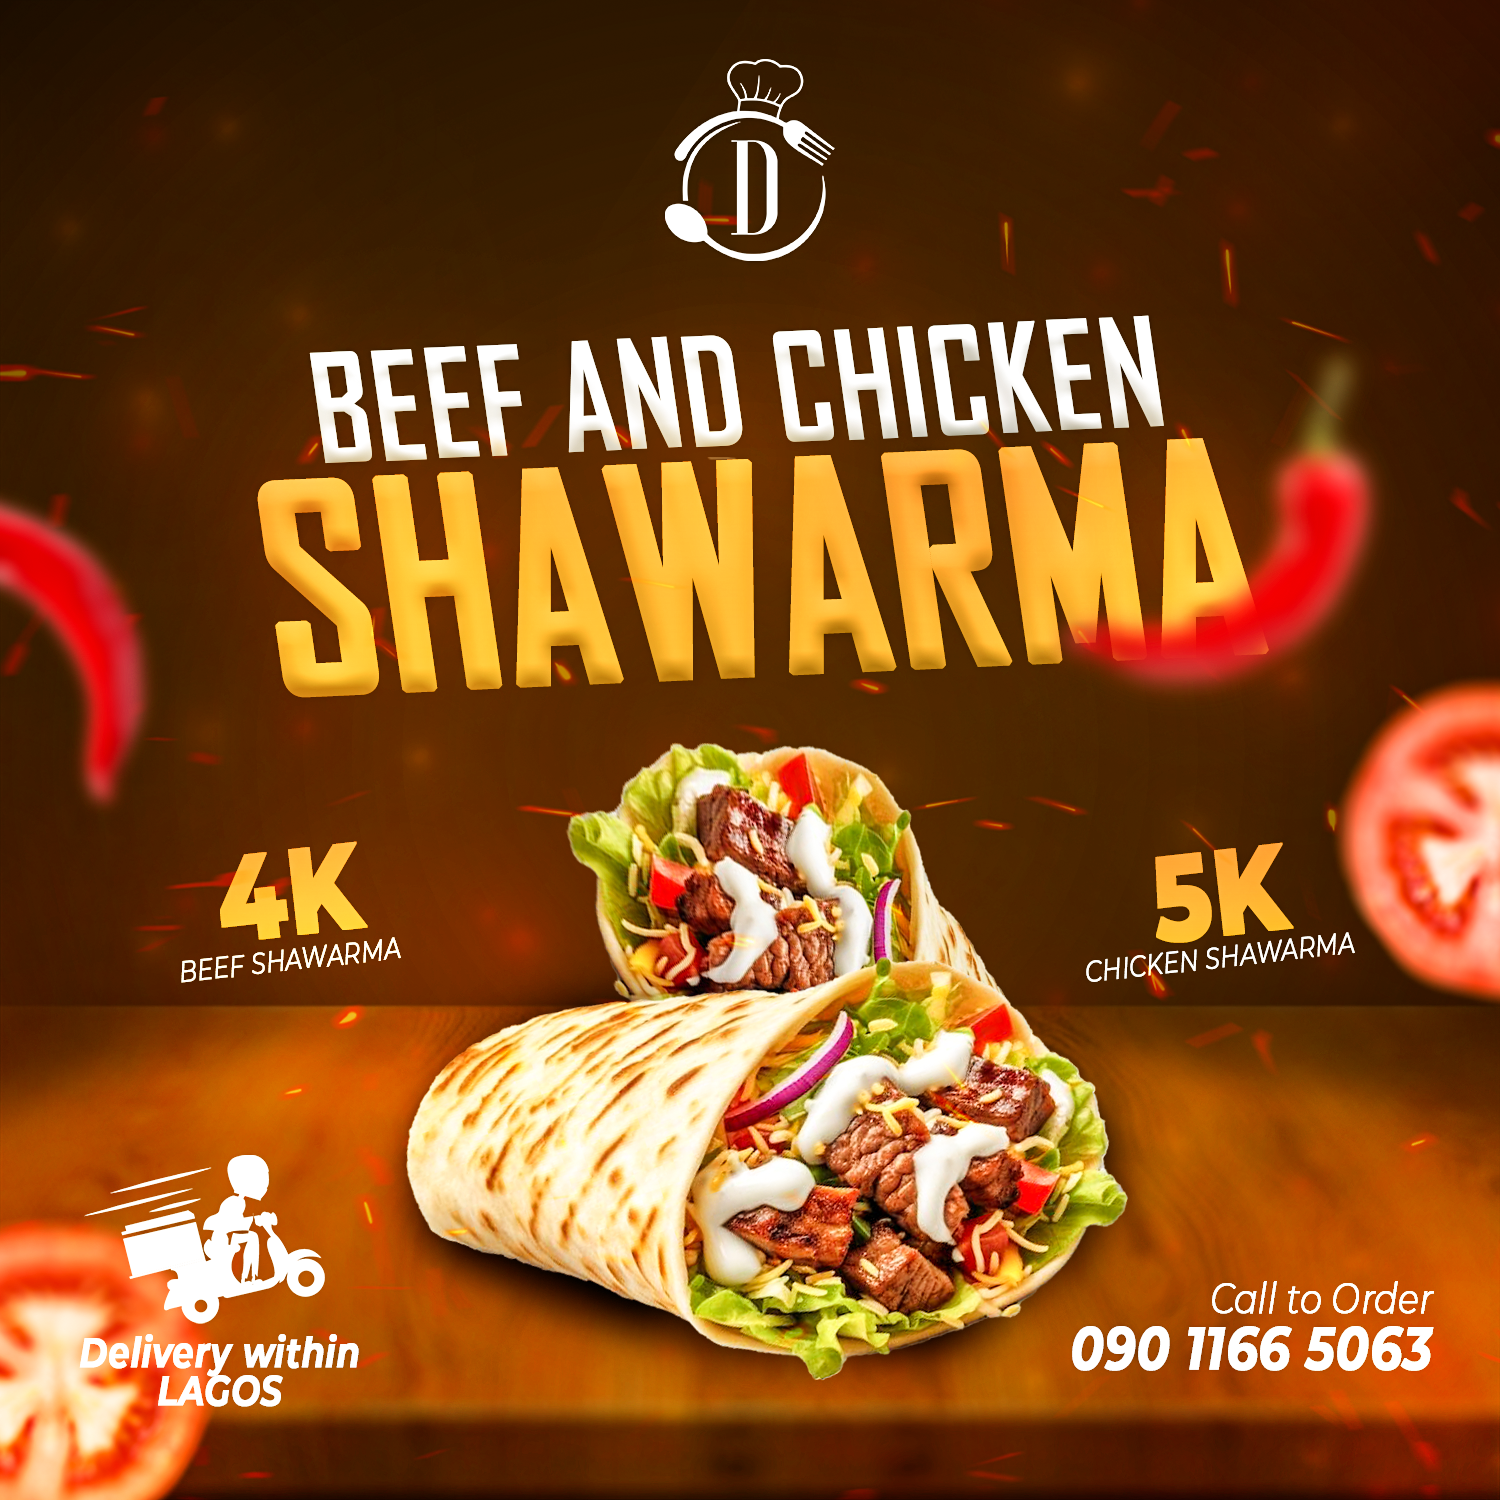 D
BEEF AND CHICKEN
SHAWARMA
4K
BEEF SHAWARMA
5K
CHICKEN SHAWARMA
Delivery within
LAGOS
Call to Order
090 1166 5063